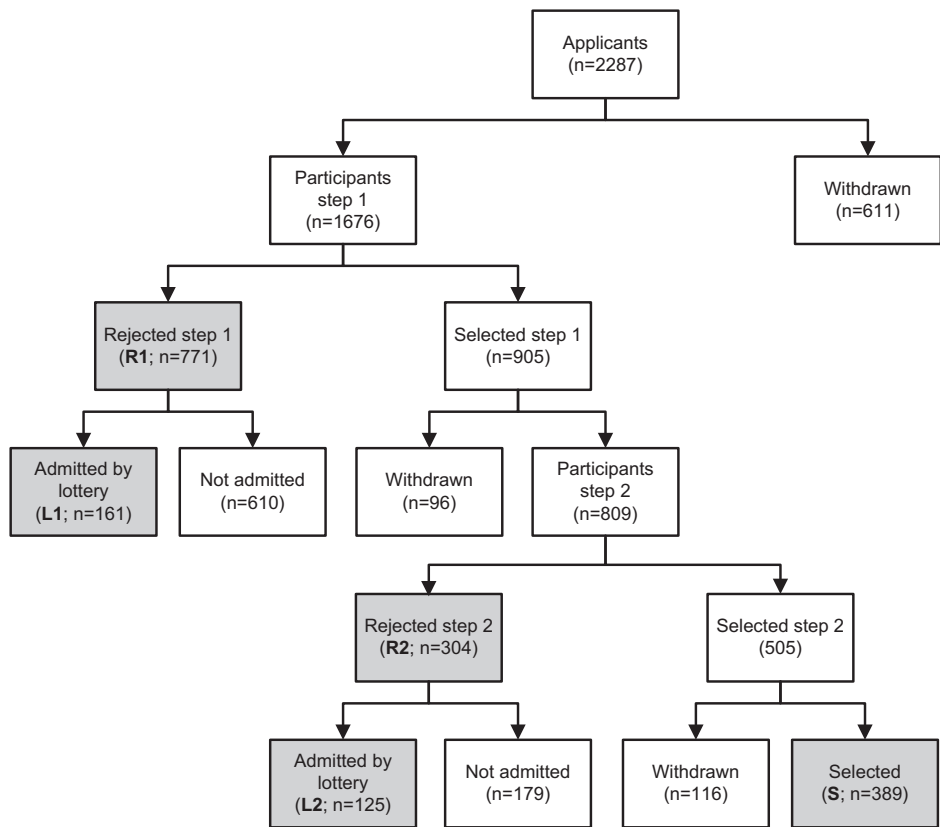 Applicants
(n=2287)
Participants
step 1
(n=1676)
Withdrawn
(n=611)
Rejected step 1
(R1; n=771)
Selected step 1
(n=905)
Admitted by
lottery
(L1; n=161)
Not admitted
(n=610)
Withdrawn
(n=96)
Participants
step 2
(n=809)
Rejected step 2
(R2; n=304)
Selected step 2
(505)
Admitted by
lottery
(L2; n=125)
Not admitted
(n=179)
Withdrawn
(n=116)
Selected
(S; n=389)